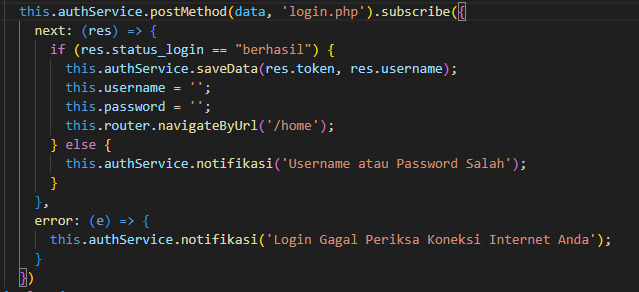 this.authService.postMethod(data, 'login.php').subscribe({
next: (res) => {
if (res.status_login == "berhasil") {
this.authService.saveData(res.token, res.username);
this.username = '';
this.password = '';
this.router.navigateByUrl('/home');
} else {
this.authService.notifikasi('Username atau Password Salah');
}
},
error: (e) => {
this.authService.notifikasi('Login Gagal Periksa Koneksi Internet Anda');
}
})